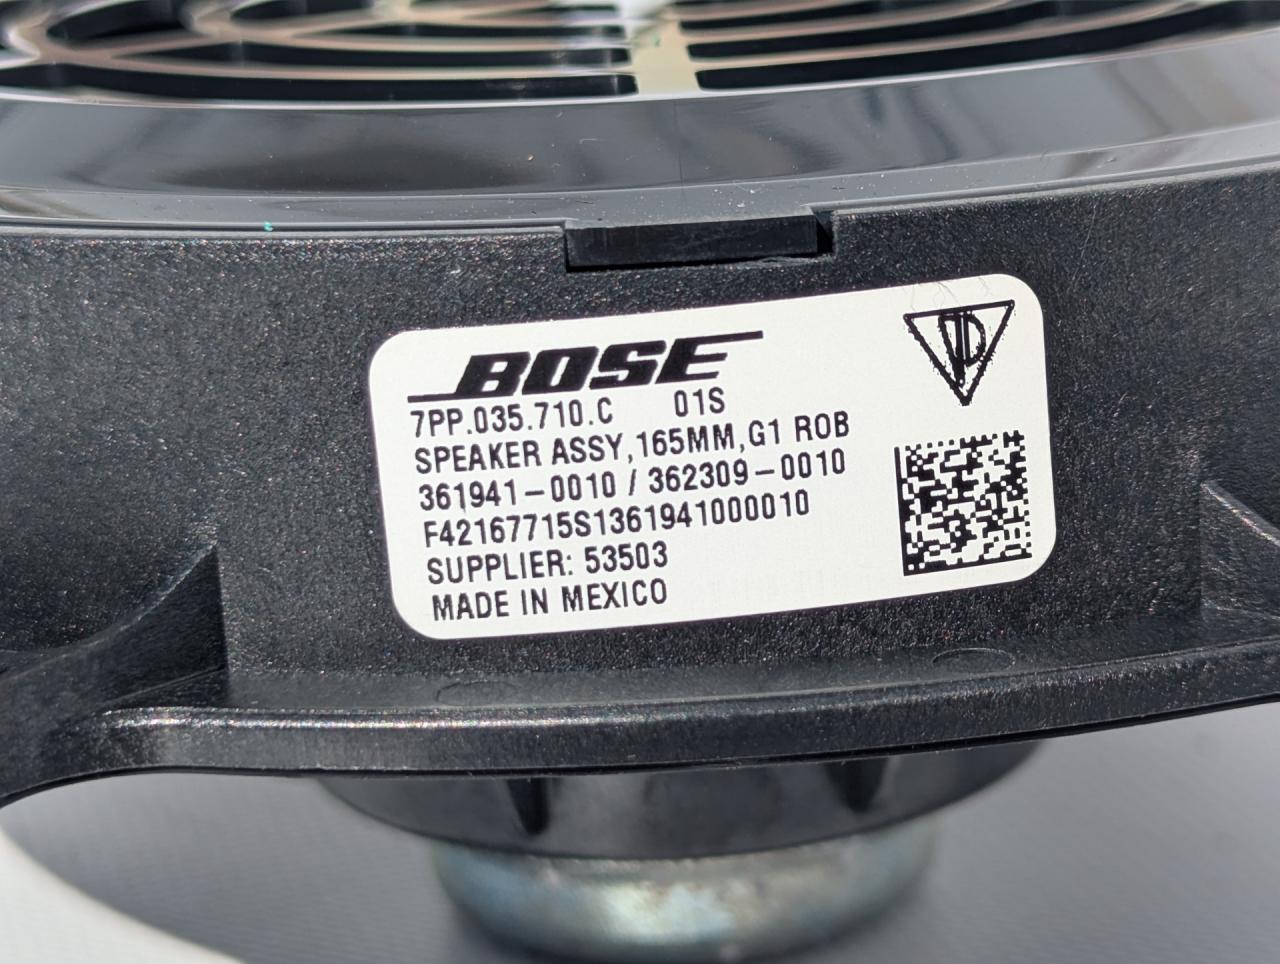 BOSE
7PP.035.710.C 01S
SPEAKER ASSY,165MM,G1 ROB
361941-0010 / 362309-0010
F42167715S1361941000010
SUPPLIER: 53503
MADE IN MEXICO